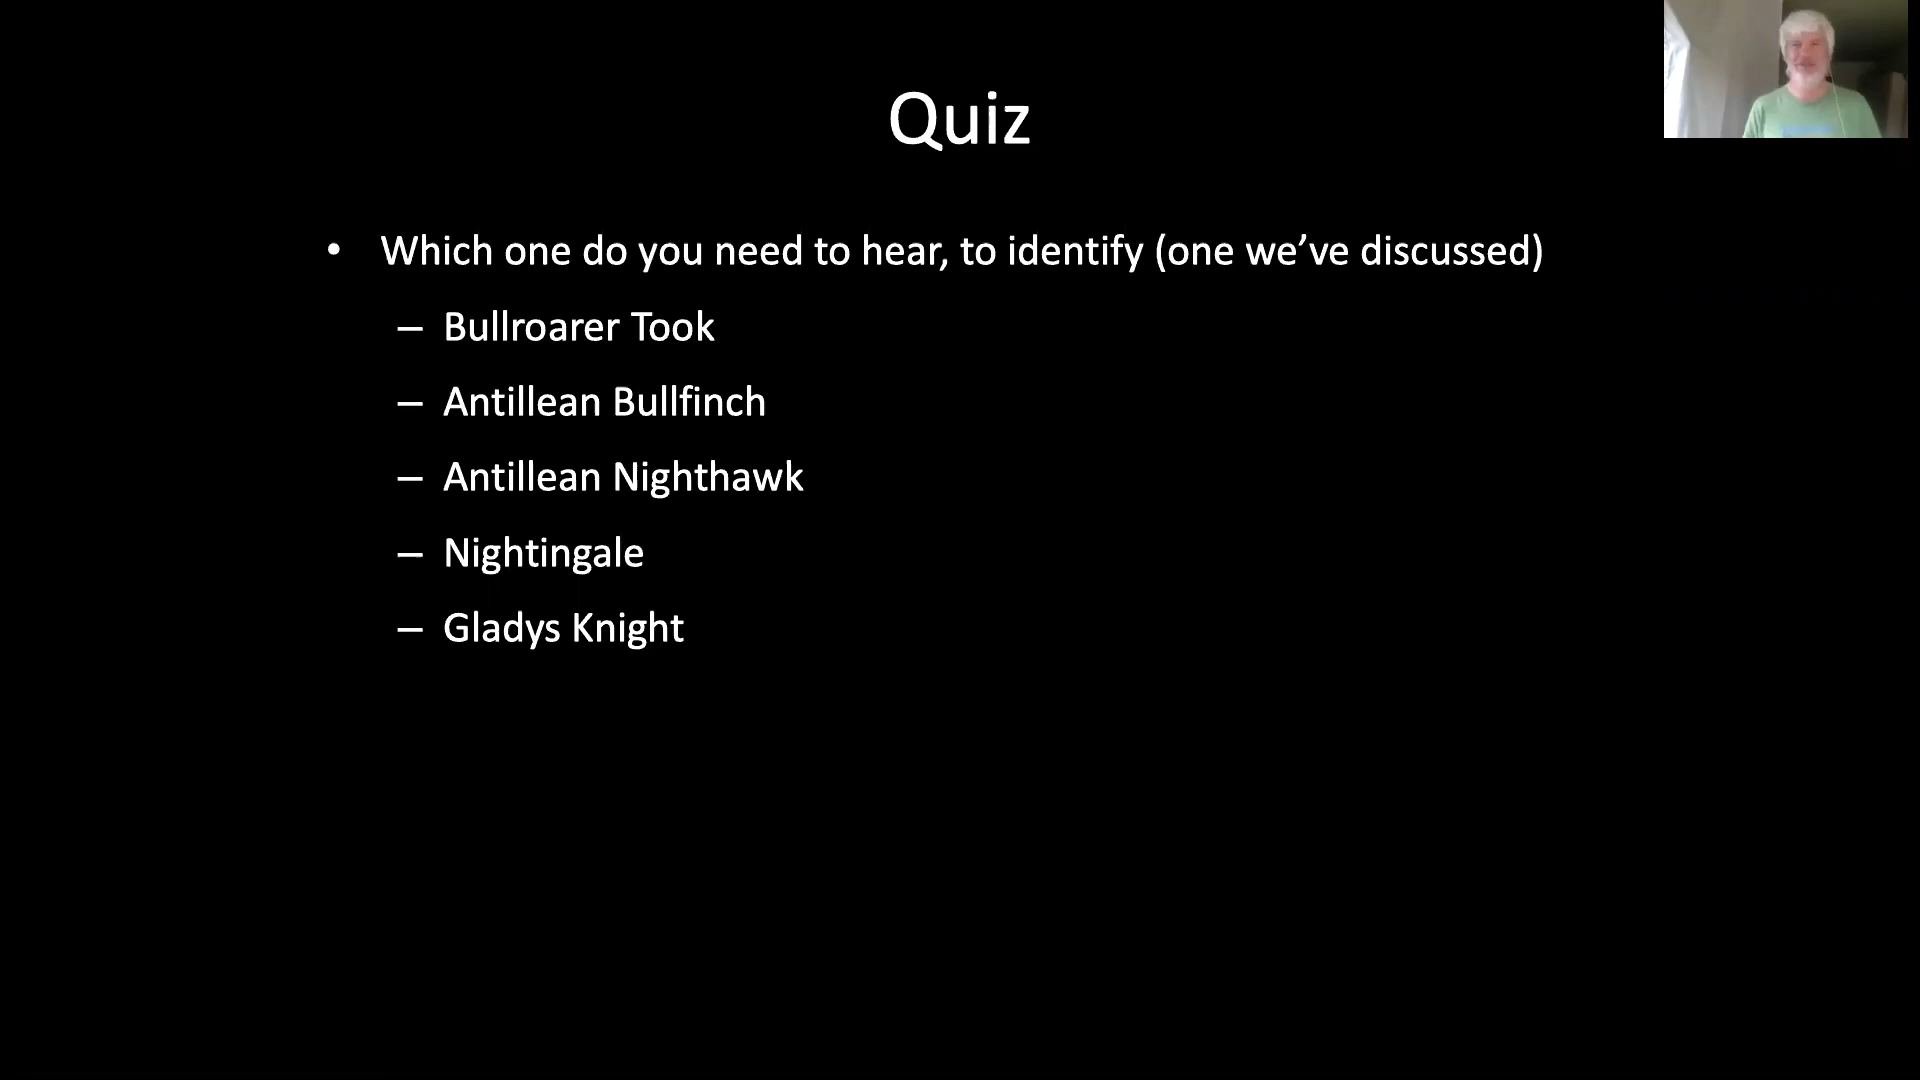 Quiz
• Which one do you need to hear, to identify (one we’ve discussed)
– Bullroarer Took
– Antillean Bullfinch
– Antillean Nighthawk
– Nightingale
– Gladys Knight